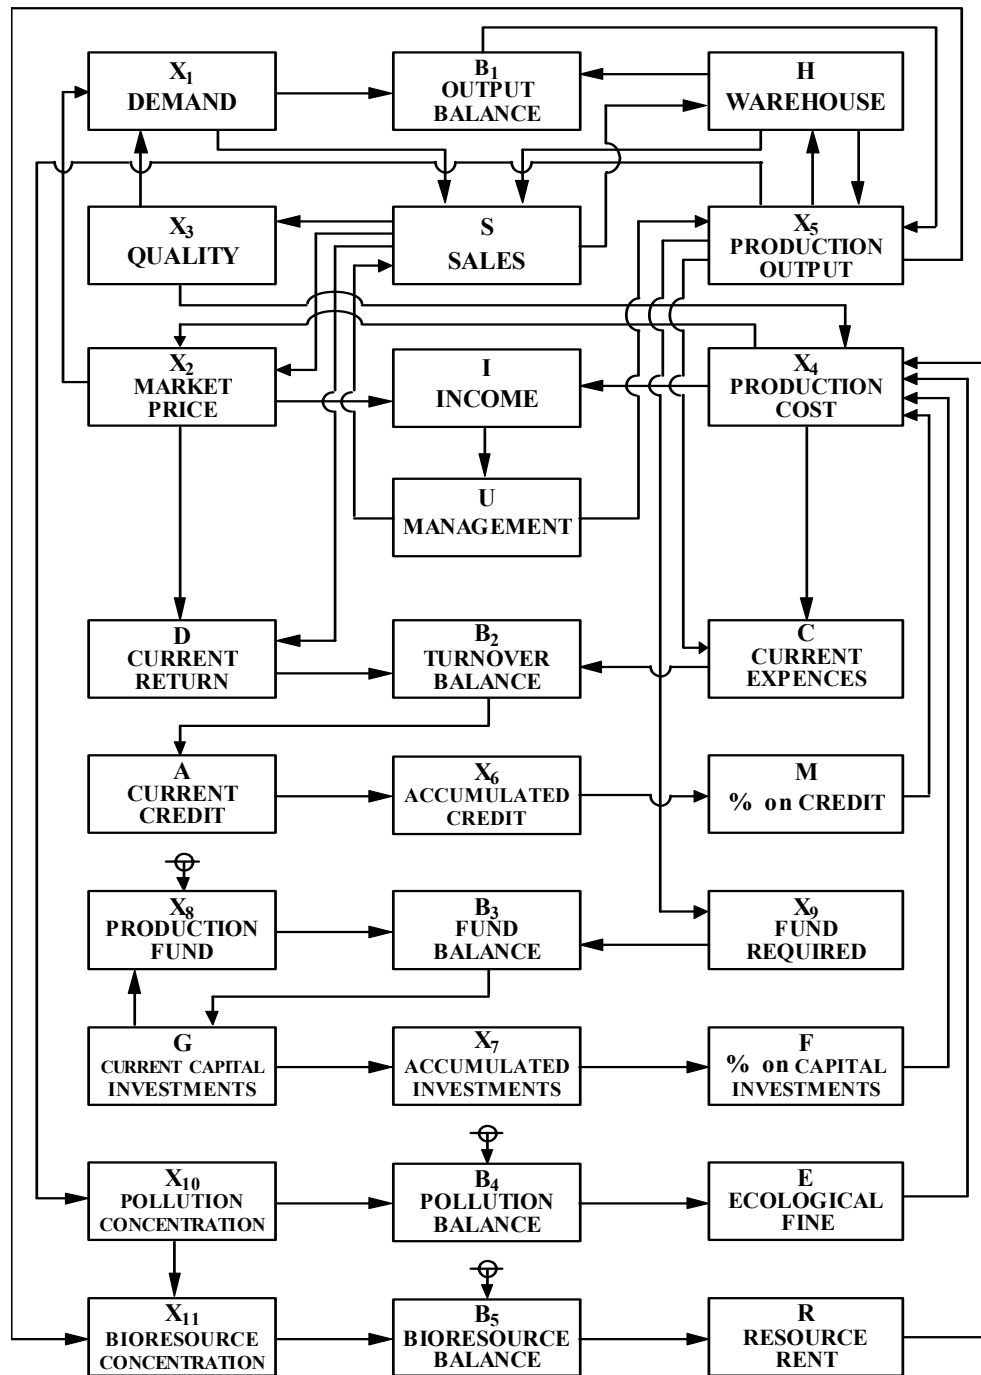 X1
DEMAND
B1
OUTPUT
BALANCE
H
WAREHOUSE
X3
QUALITY
S
SALES
X5
PRODUCTION
OUTPUT
X2
MARKET
PRICE
I
INCOME
X4
PRODUCTION
COST
U
MANAGEMENT
D
CURRENT
RETURN
B2
TURNOVER
BALANCE
C
CURRENT
EXPENCES
A
CURRENT
CREDIT
X6
ACCUMULATED
CREDIT
M
% on CREDIT
X8
PRODUCTION
FUND
B3
FUND
BALANCE
X9
FUND
REQUIRED
G
CURRENT CAPITAL
INVESTMENTS
X7
ACCUMULATED
INVESTMENTS
F
% on CAPITAL
INVESTMENTS
X10
POLLUTION
CONCENTRATION
B4
POLLUTION
BALANCE
E
ECOLOGICAL
FINE
X11
BIORESOURCE
CONCENTRATION
B5
BIORESOURCE
BALANCE
R
RESOURCE
RENT